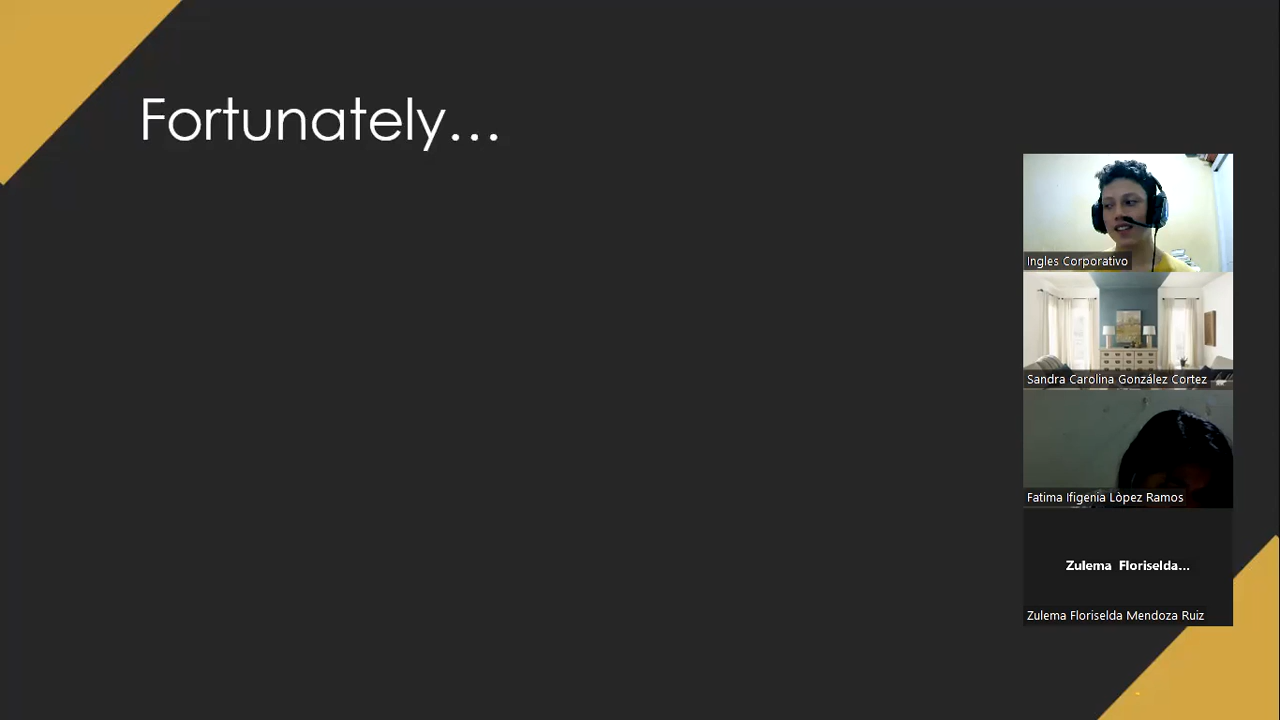 Fortunately...
Ingles Corporativo
Sandra Carolina González Cortez
Fatima Ifigenia Lòpez Ramos
Zulema Floriselda...
Zulema Floriselda Mendoza Ruiz